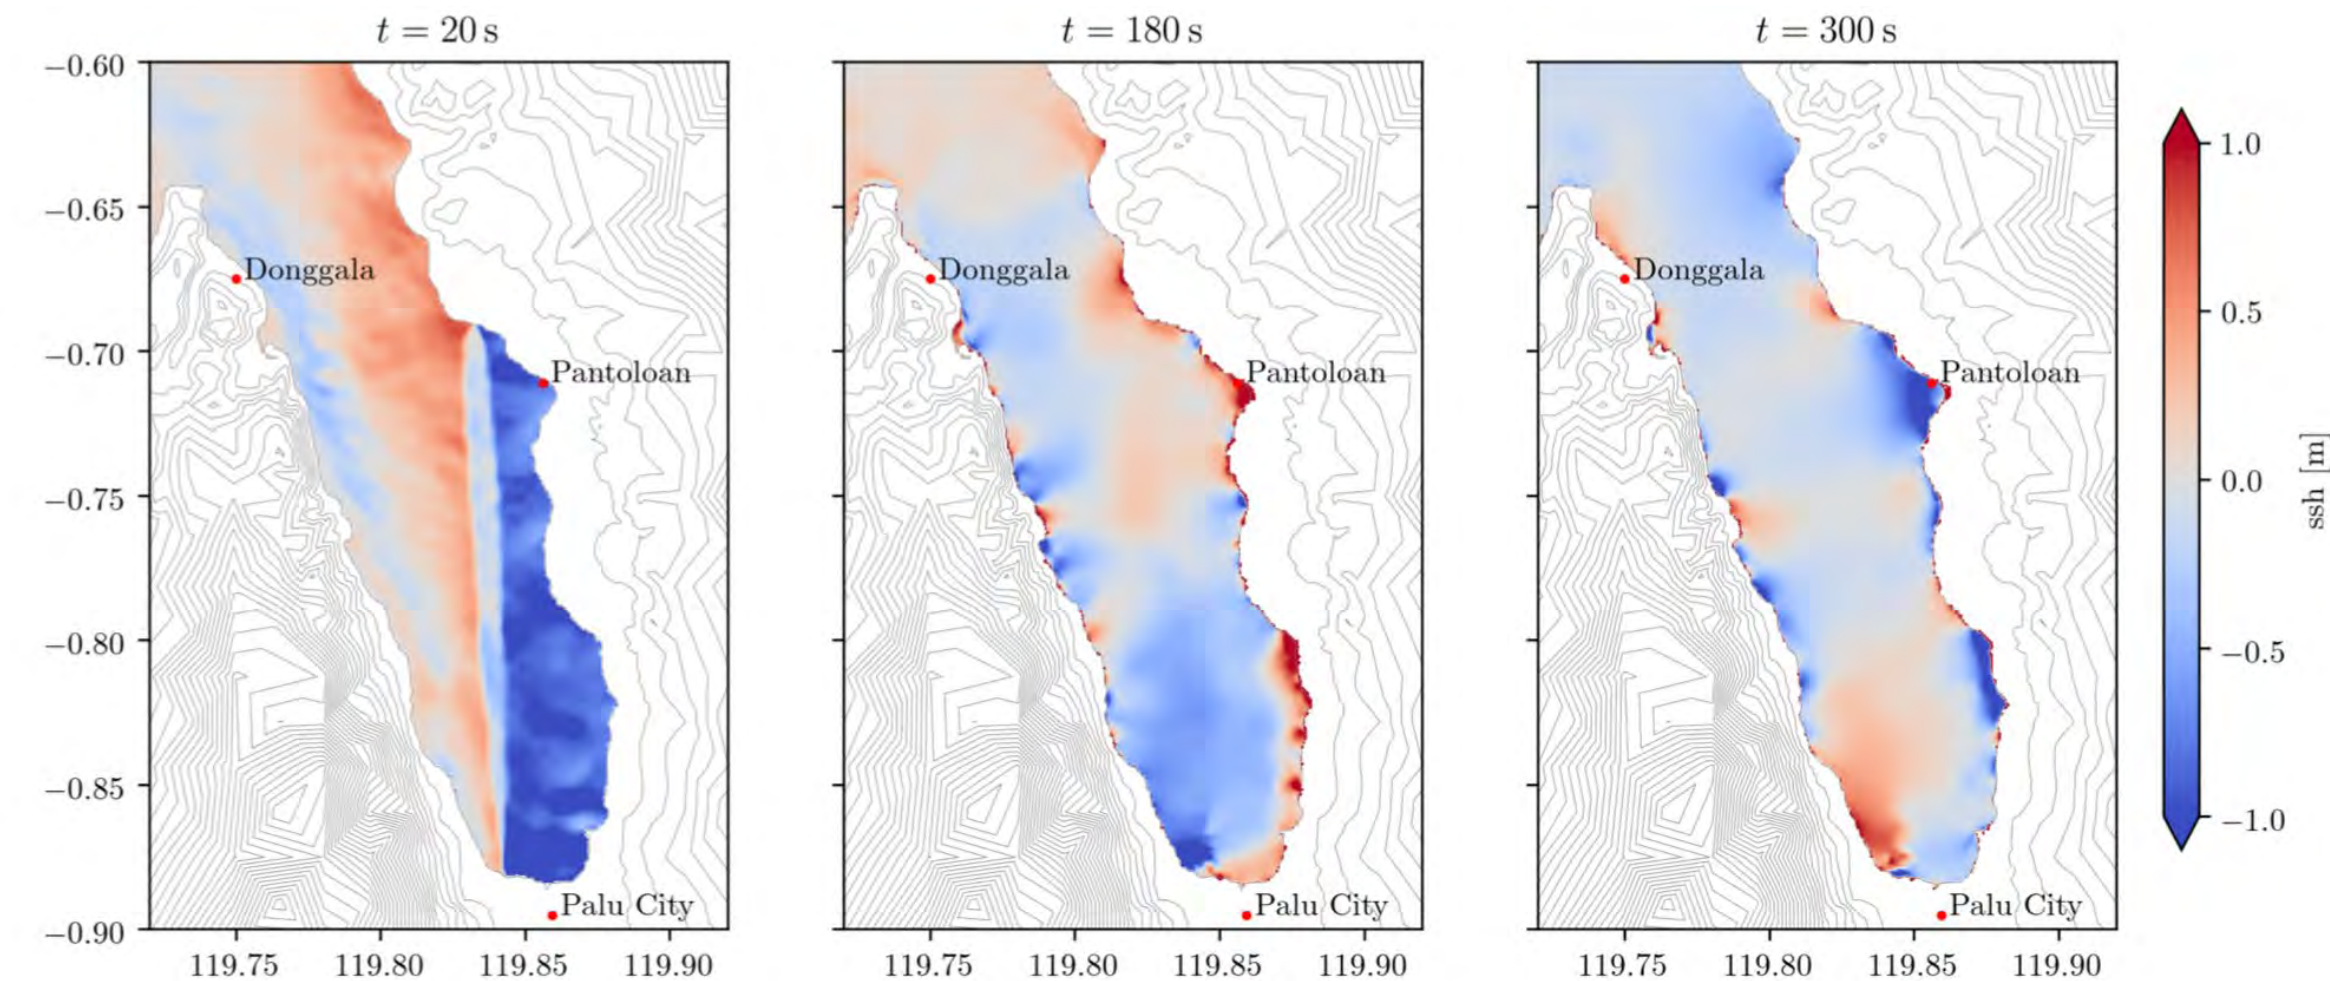 t = 20 s
t = 180 s
t = 300 s
−0.60
−0.65
−0.70
−0.75
−0.80
−0.85
−0.90
Donggala
Pantoloan
Palu City
Donggala
Pantoloan
Palu City
Donggala
Pantoloan
Palu City
1.0
0.5
0.0
−0.5
−1.0
ssh [m]
119.75 119.80 119.85 119.90
119.75 119.80 119.85 119.90
119.75 119.80 119.85 119.90